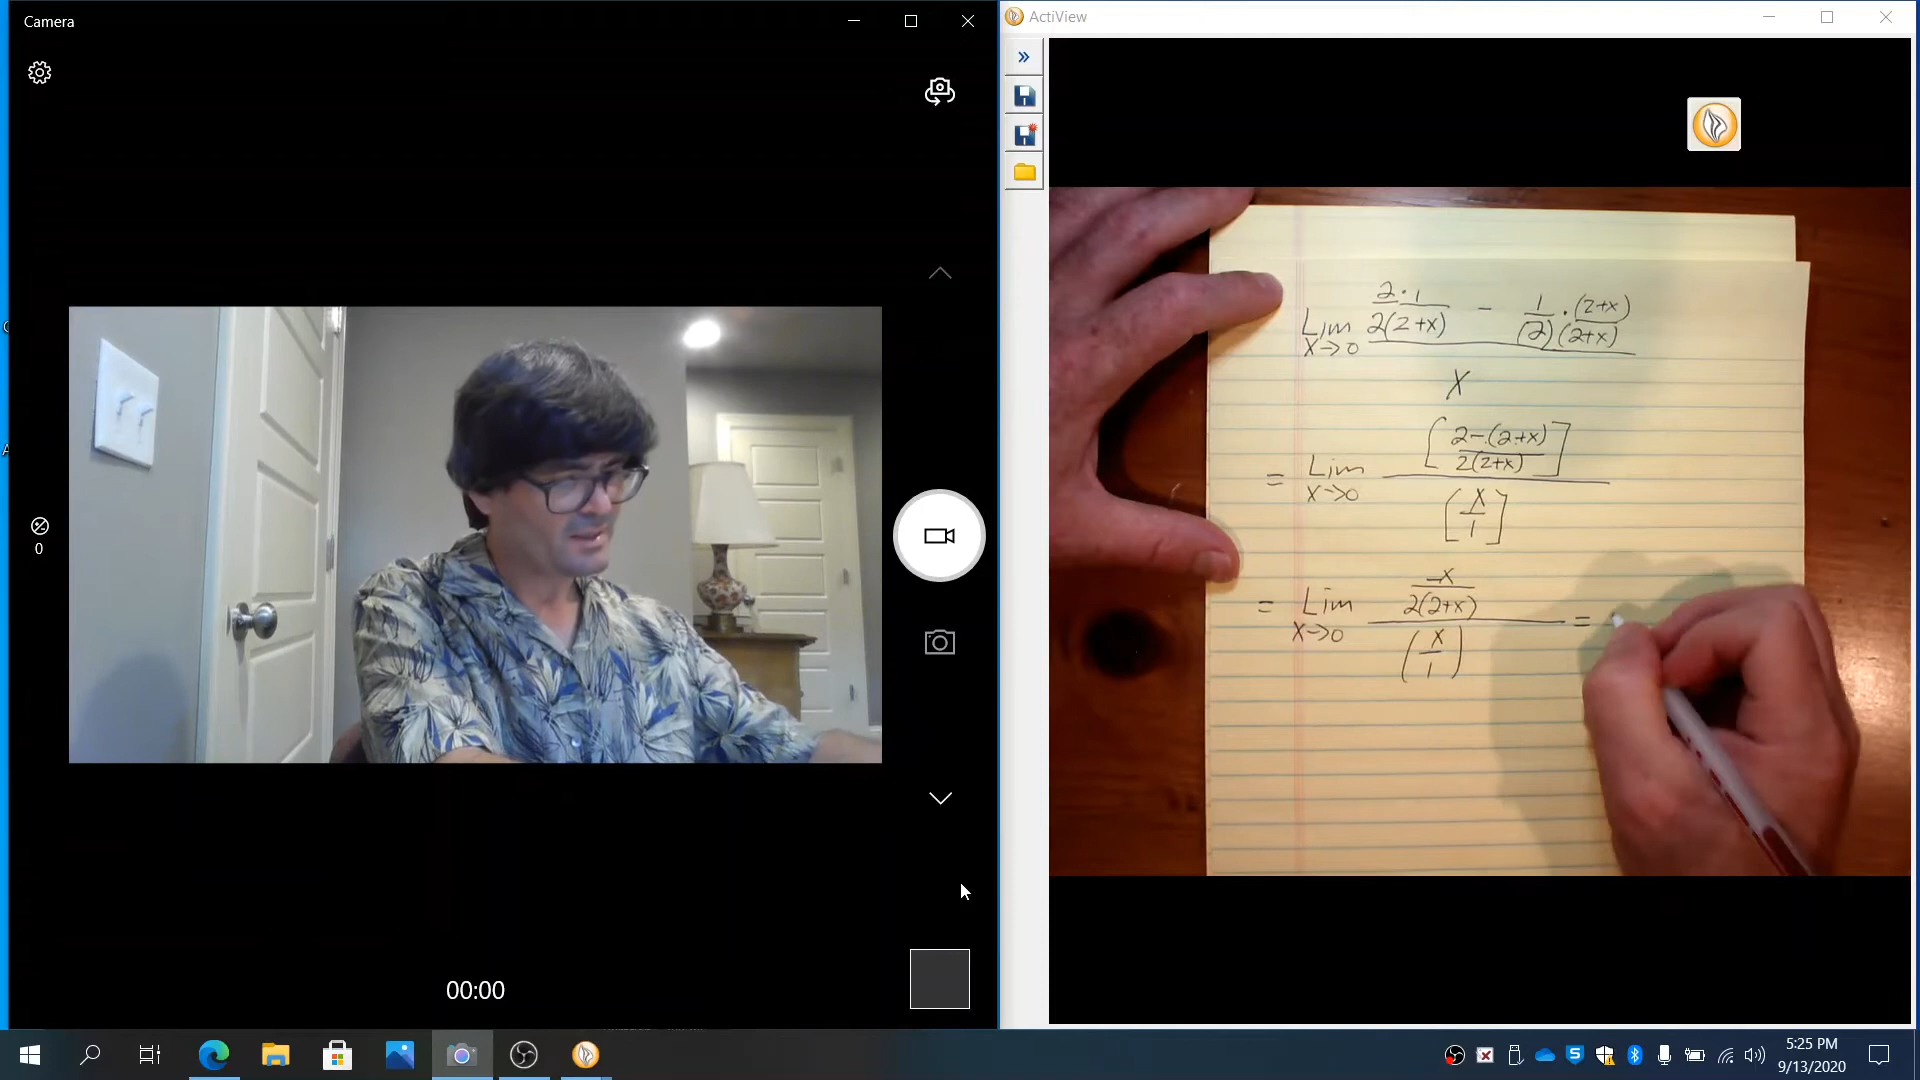 Camera
ActiView
0
2·1 / 2(2+x) - 1/(2) · (2+x)/(2+x)
Lim
x→0
X
[2-(2+x) / 2(2+x)]
= Lim
x→0
[x/1]
-x / 2(2+x)
= Lim =
x→0
(x/1)
00:00
5:25 PM
9/13/2020